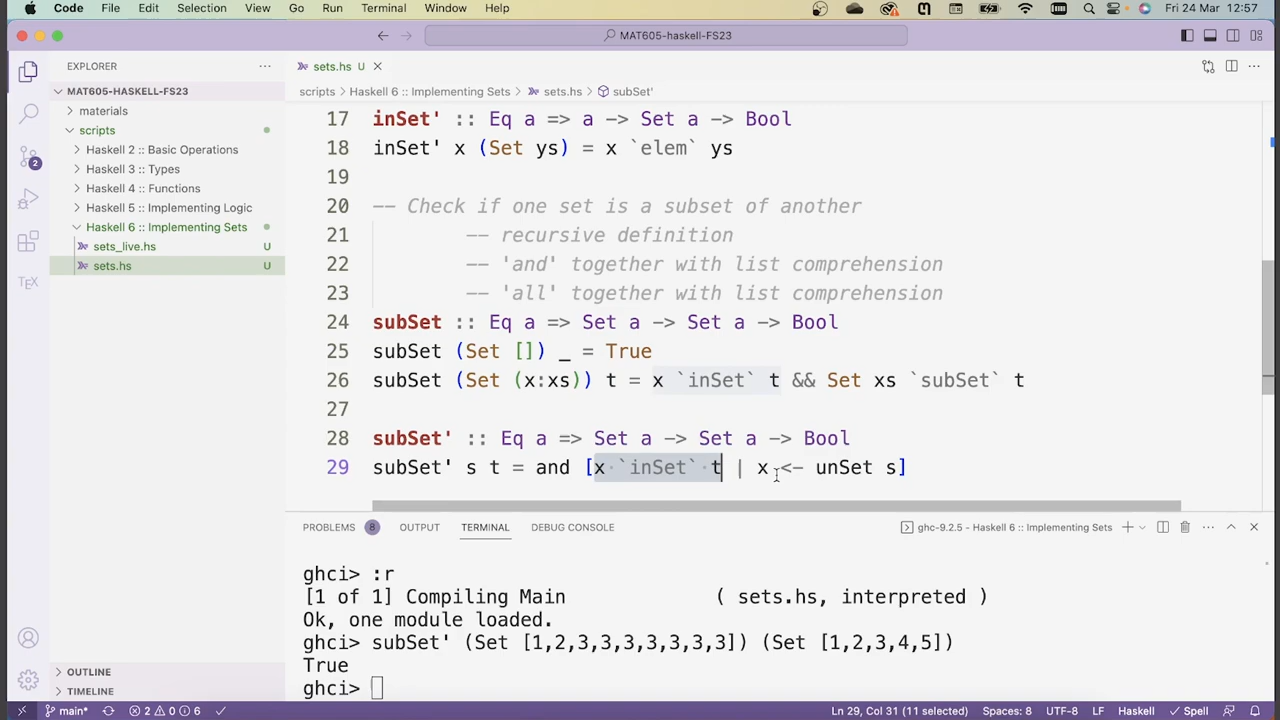 Code File Edit Selection View Go Run Terminal Window Help Fri 24 Mar 12:57
MAT605-haskell-FS23
EXPLORER
sets.hs U
MAT605-HASKELL-FS23
scripts > Haskell 6 :: Implementing Sets > sets.hs > subSet'
materials
scripts
Haskell 2 :: Basic Operations
Haskell 3 :: Types
Haskell 4 :: Functions
Haskell 5 :: Implementing Logic
Haskell 6 :: Implementing Sets
sets_live.hs U
sets.hs U
2
TEX
17 inSet' :: Eq a => a -> Set a -> Bool
18 inSet' x (Set ys) = x `elem` ys
19
20 -- Check if one set is a subset of another
21 -- recursive definition
22 -- 'and' together with list comprehension
23 -- 'all' together with list comprehension
24 subSet :: Eq a => Set a -> Set a -> Bool
25 subSet (Set []) _ = True
26 subSet (Set (x:xs)) t = x `inSet` t && Set xs `subSet` t
27
28 subSet' :: Eq a => Set a -> Set a -> Bool
29 subSet' s t = and [x `inSet` t | x <- unSet s]
PROBLEMS 8 OUTPUT TERMINAL DEBUG CONSOLE ghc-9.2.5 - Haskell 6 :: Implementing Sets
ghci> :r
[1 of 1] Compiling Main ( sets.hs, interpreted )
Ok, one module loaded.
ghci> subSet' (Set [1,2,3,3,3,3,3,3,3]) (Set [1,2,3,4,5])
True
ghci>
OUTLINE
TIMELINE
main* 2 0 6 Ln 29, Col 31 (11 selected) Spaces: 8 UTF-8 LF Haskell Spell